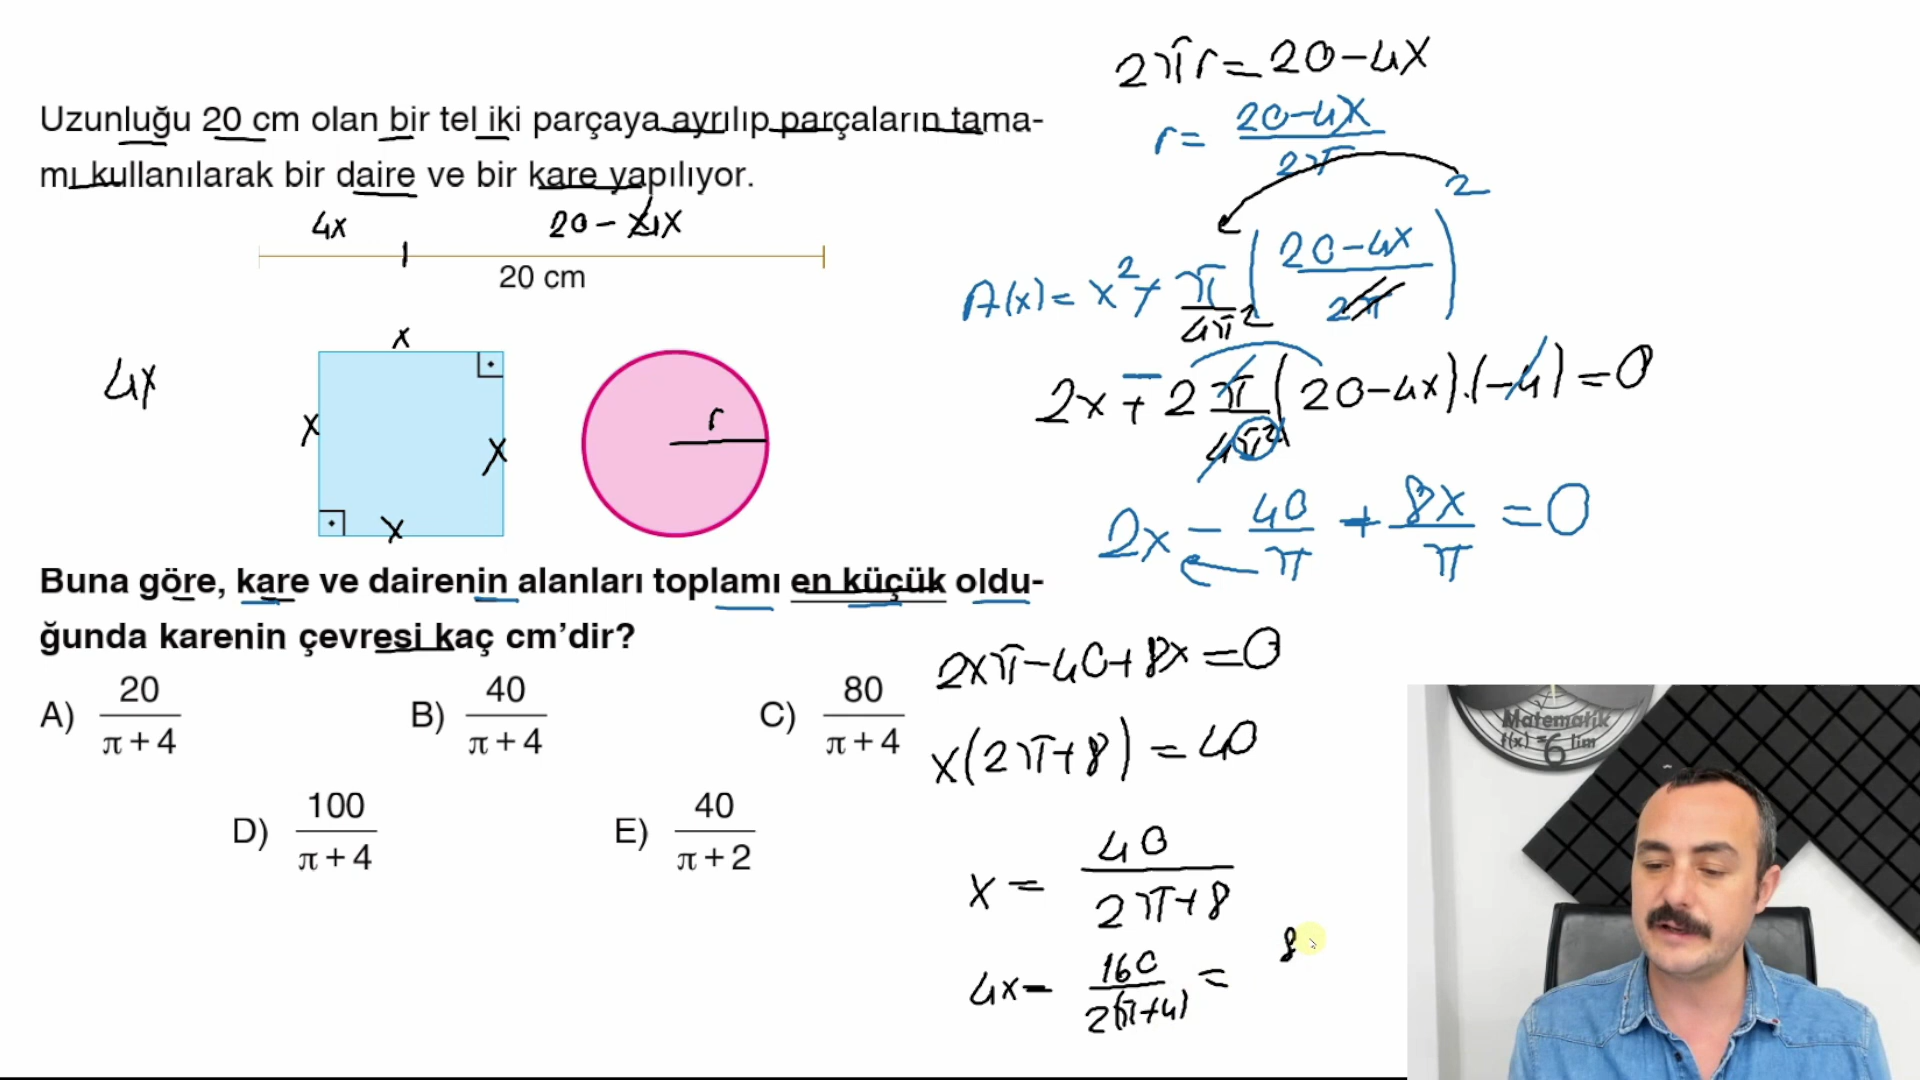 Uzunluğu 20 cm olan bir tel iki parçaya ayrılıp parçaların tama-
mı kullanılarak bir daire ve bir kare yapılıyor.
4x 20 - 4x
20 cm
x
4x
x
x
x
r
Buna göre, kare ve dairenin alanları toplamı en küçük oldu-
ğunda karenin çevresi kaç cm'dir?
A) 20/(π+4) B) 40/(π+4) C) 80/(π+4)
D) 100/(π+4) E) 40/(π+2)
2πr = 20-4x
r = (20-4x)/2π
A(x) = x² + π/4π² ((20-4x)/2π)²
2x - 2 π/4π² (20-4x).(-4) = 0
2x - 40/π + 8x/π = 0
2xπ-40+8x=0
x(2π+8) = 40
x = 40/(2π+8)
4x = 160/2(π+4) = 8
Matematik
f(x) = 6 lim